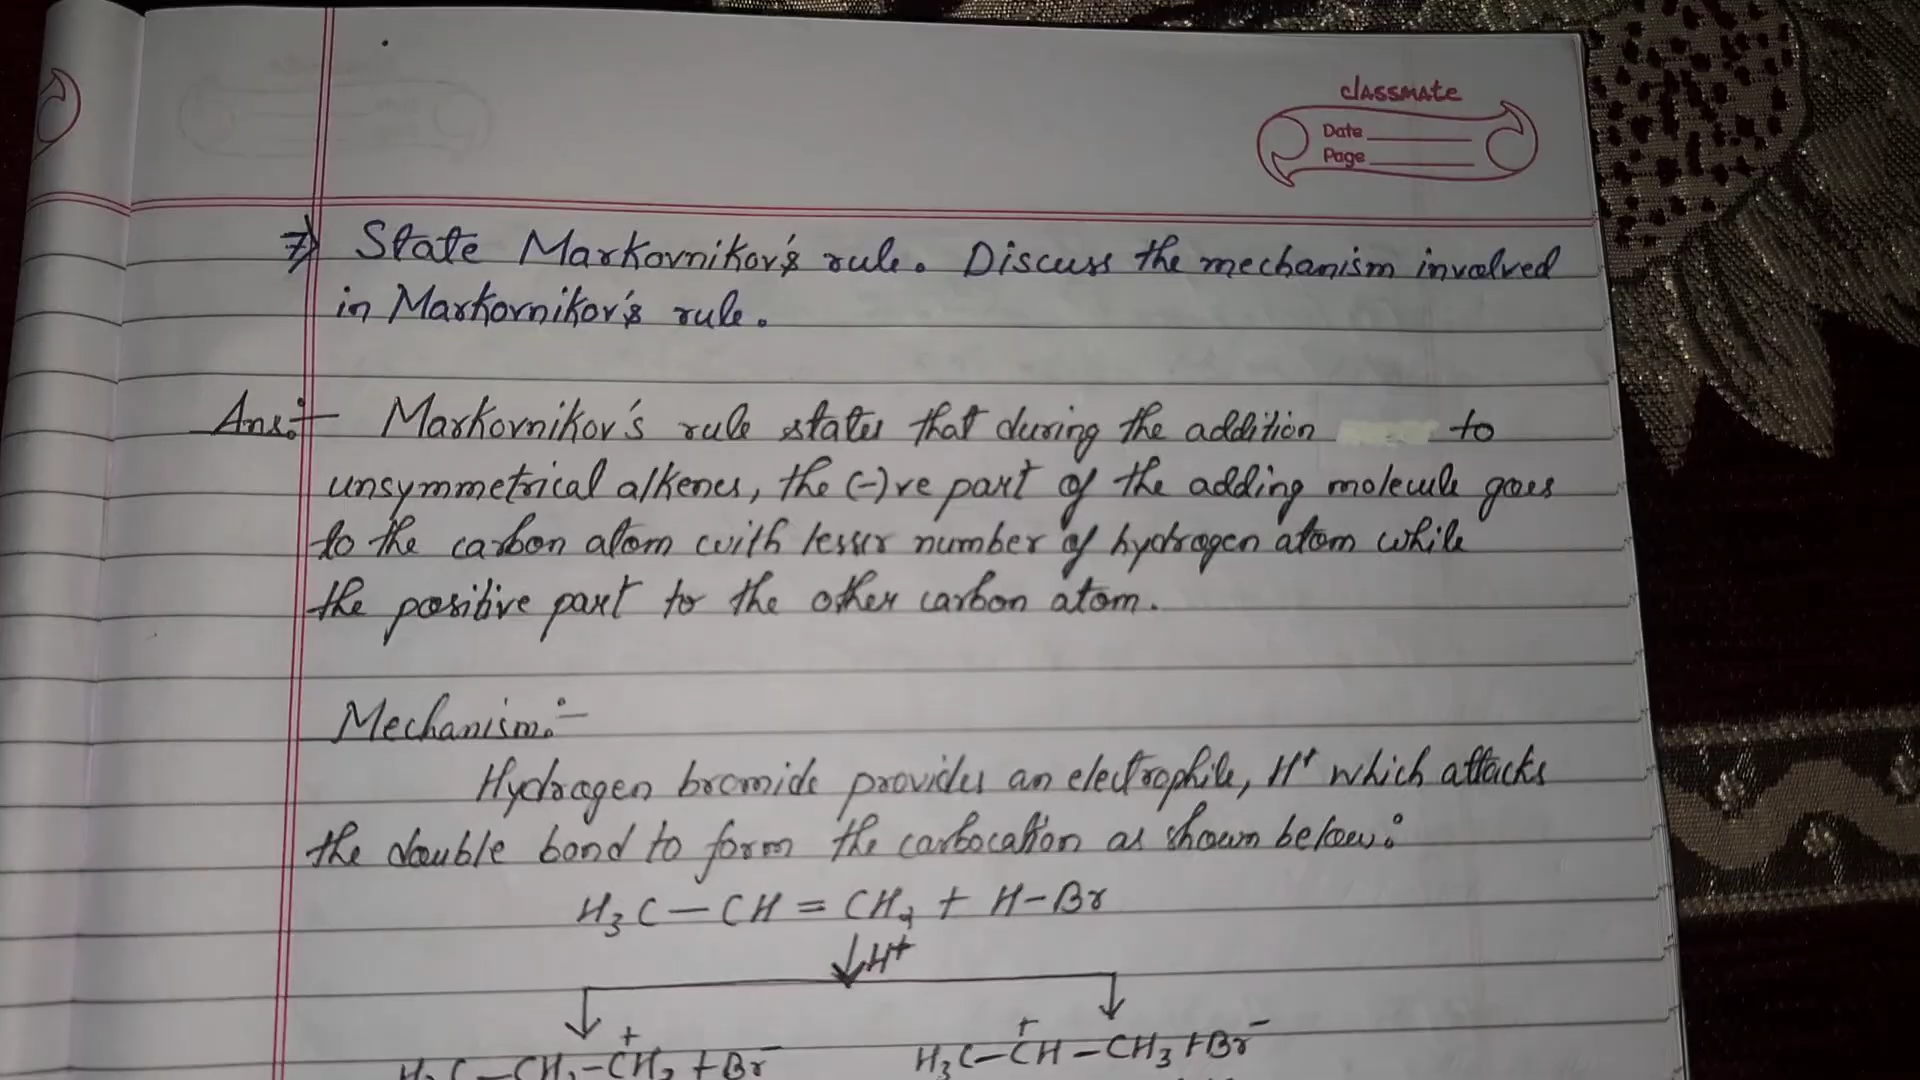 classmate
Date
Page
7) State Markovnikov's rule. Discuss the mechanism involved
in Markovnikov's rule.
Ans:- Markovnikov's rule states that during the addition to
unsymmetrical alkenes, the (-)ve part of the adding molecule goes
to the carbon atom with lesser number of hydrogen atom while
the positive part to the other carbon atom.
Mechanism:-
Hydrogen bromide provides an electrophile, H⁺ which attacks
the double bond to form the carbocation as shown below:
H₃C — CH = CH₂ + H-Br
H⁺
H₃C-CH₂-C⁺H₂ + Br⁻ H₃C-C⁺H-CH₃ + Br⁻